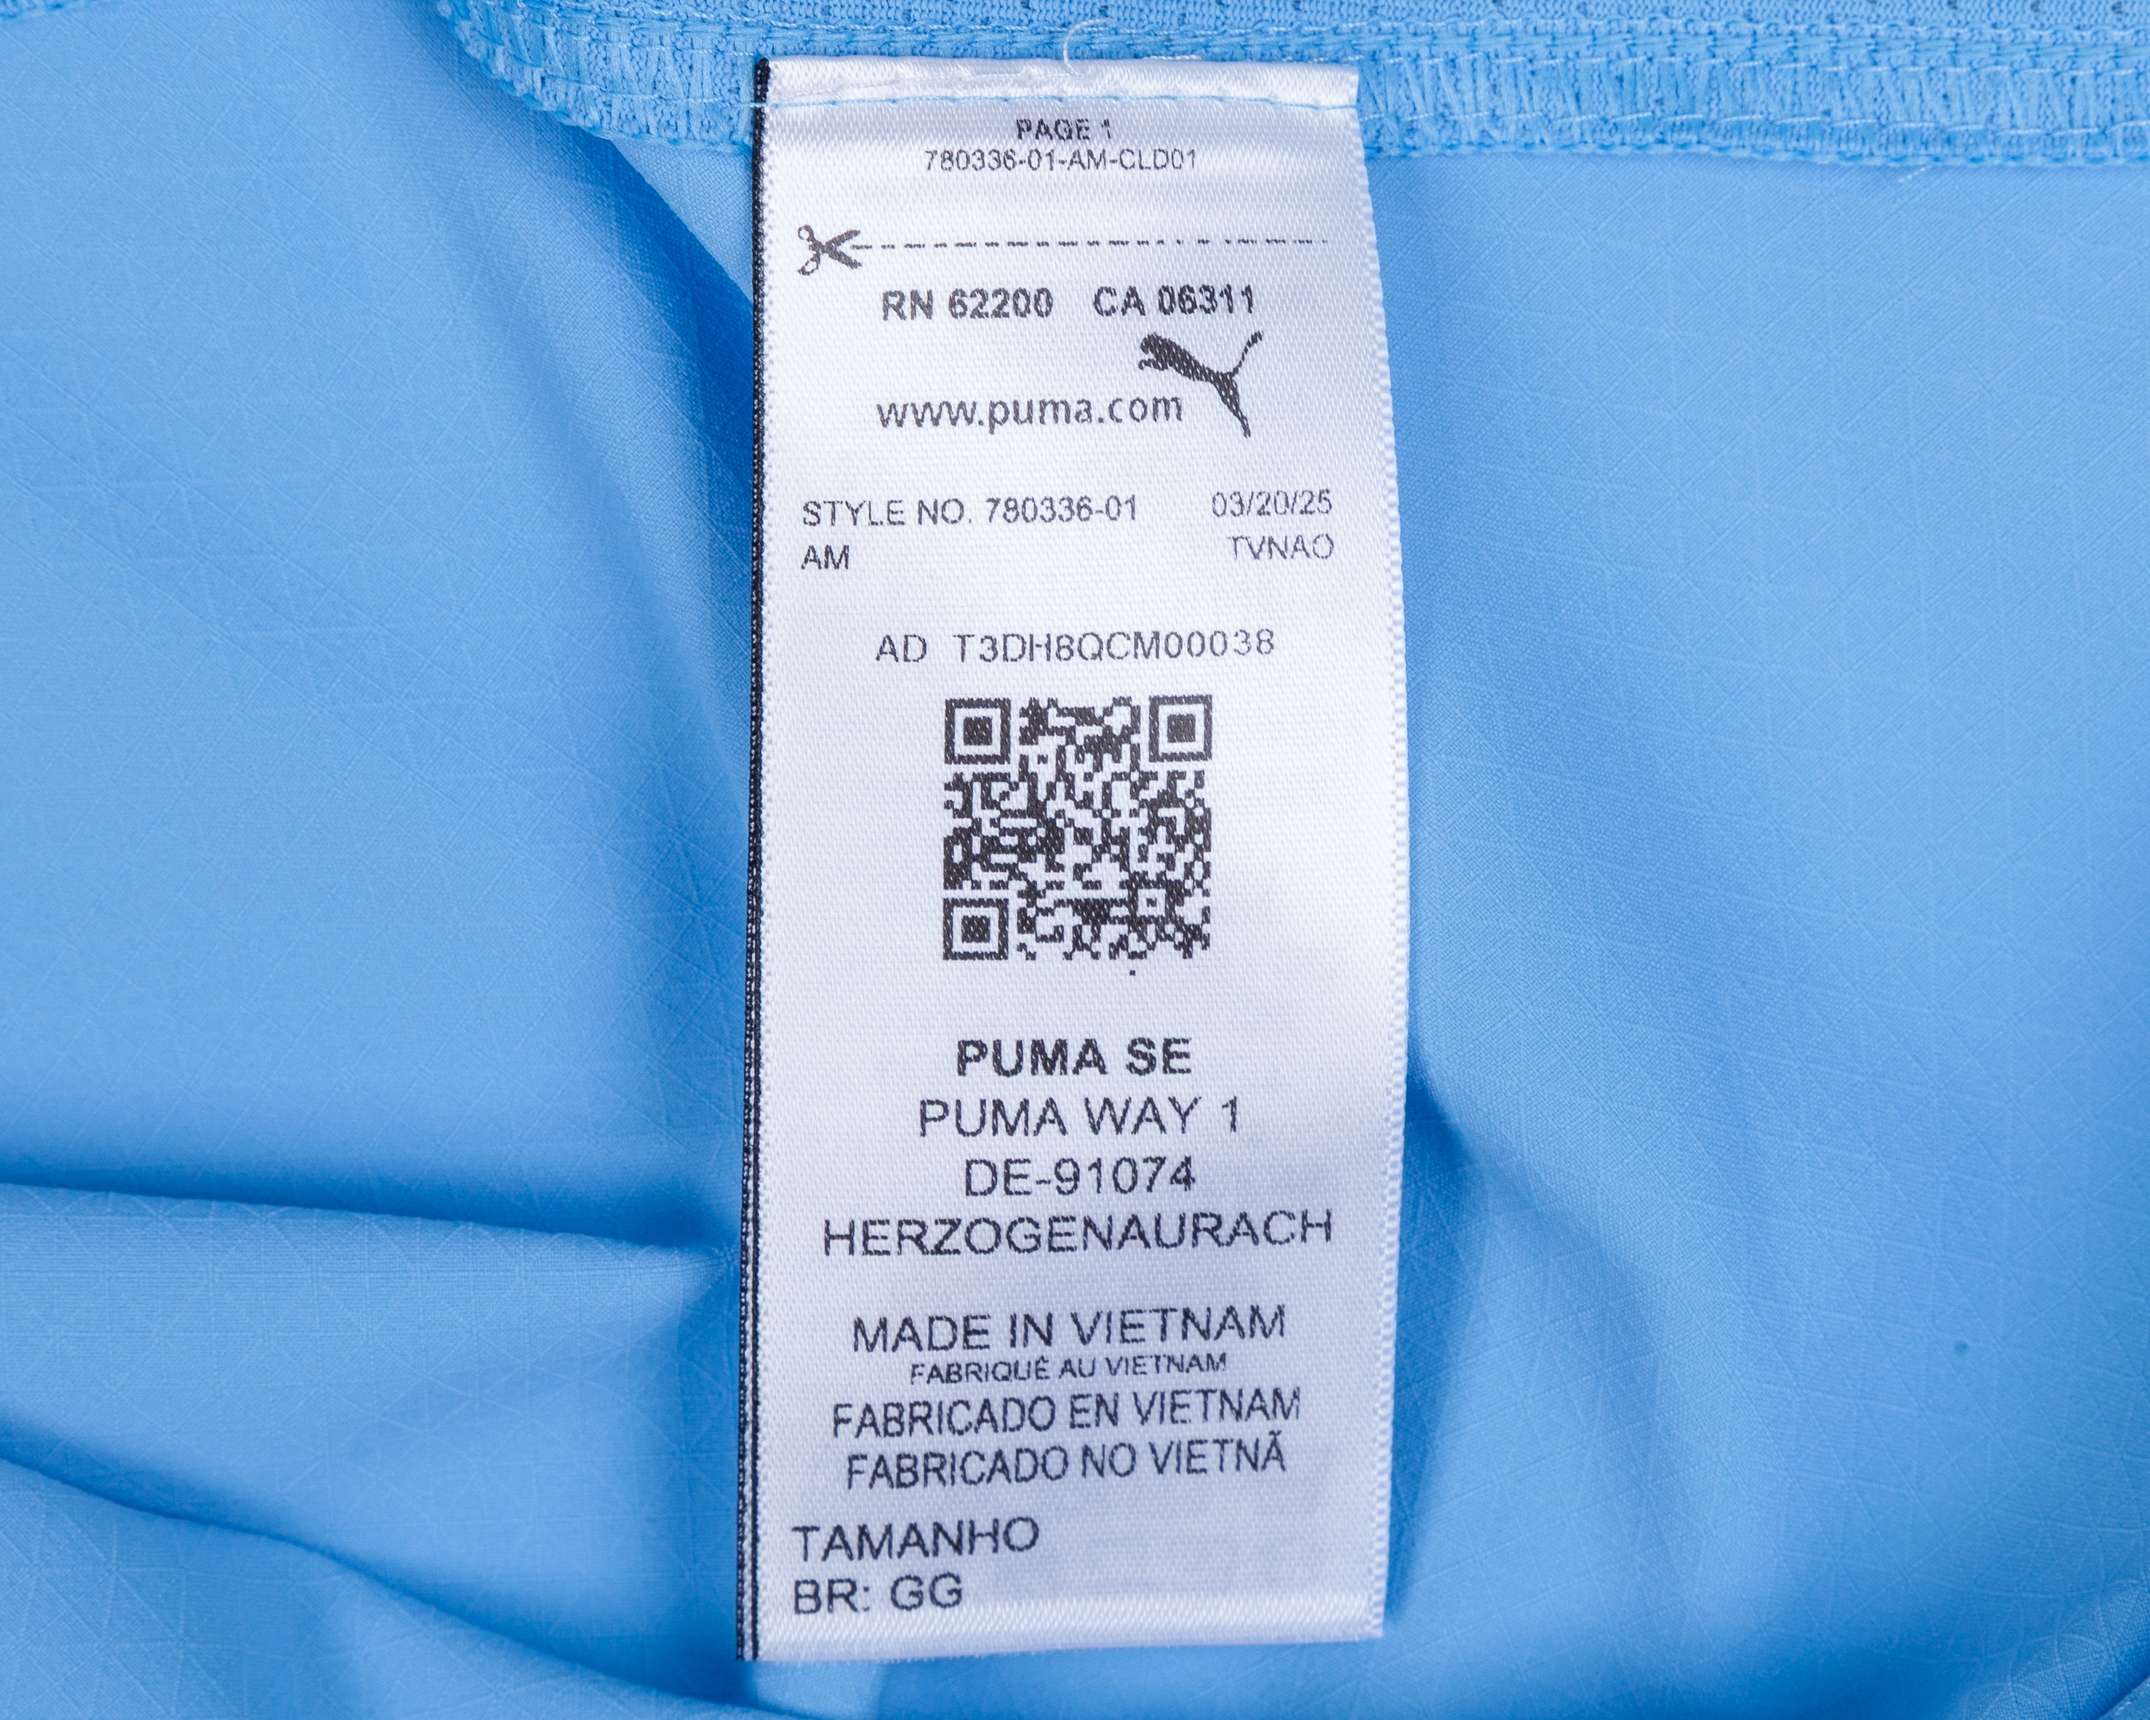 PAGE 1
780336-01-AM-CLD01
RN 62200 CA 06311
www.puma.com
STYLE NO. 780336-01 03/20/25
AM TVNAO
AD T3DH8QCM00038
PUMA SE
PUMA WAY 1
DE-91074
HERZOGENAURACH
MADE IN VIETNAM
FABRIQUÉ AU VIETNAM
FABRICADO EN VIETNAM
FABRICADO NO VIETNÃ
TAMANHO
BR: GG